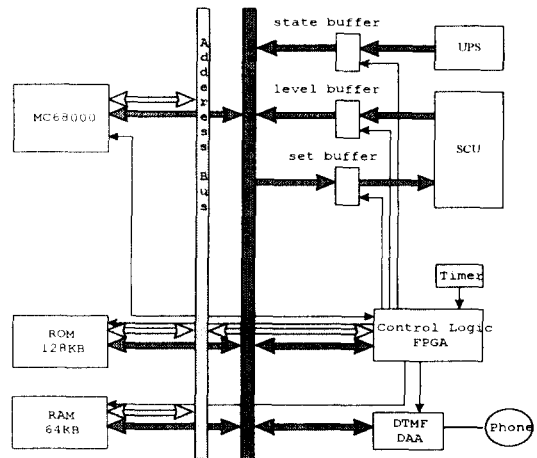 state buffer
UPS
Adderess Bus
MC68000
level buffer
SCU
set buffer
Timer
ROM
128KB
Control Logic
FPGA
RAM
64KB
DTMF
DAA
Phone